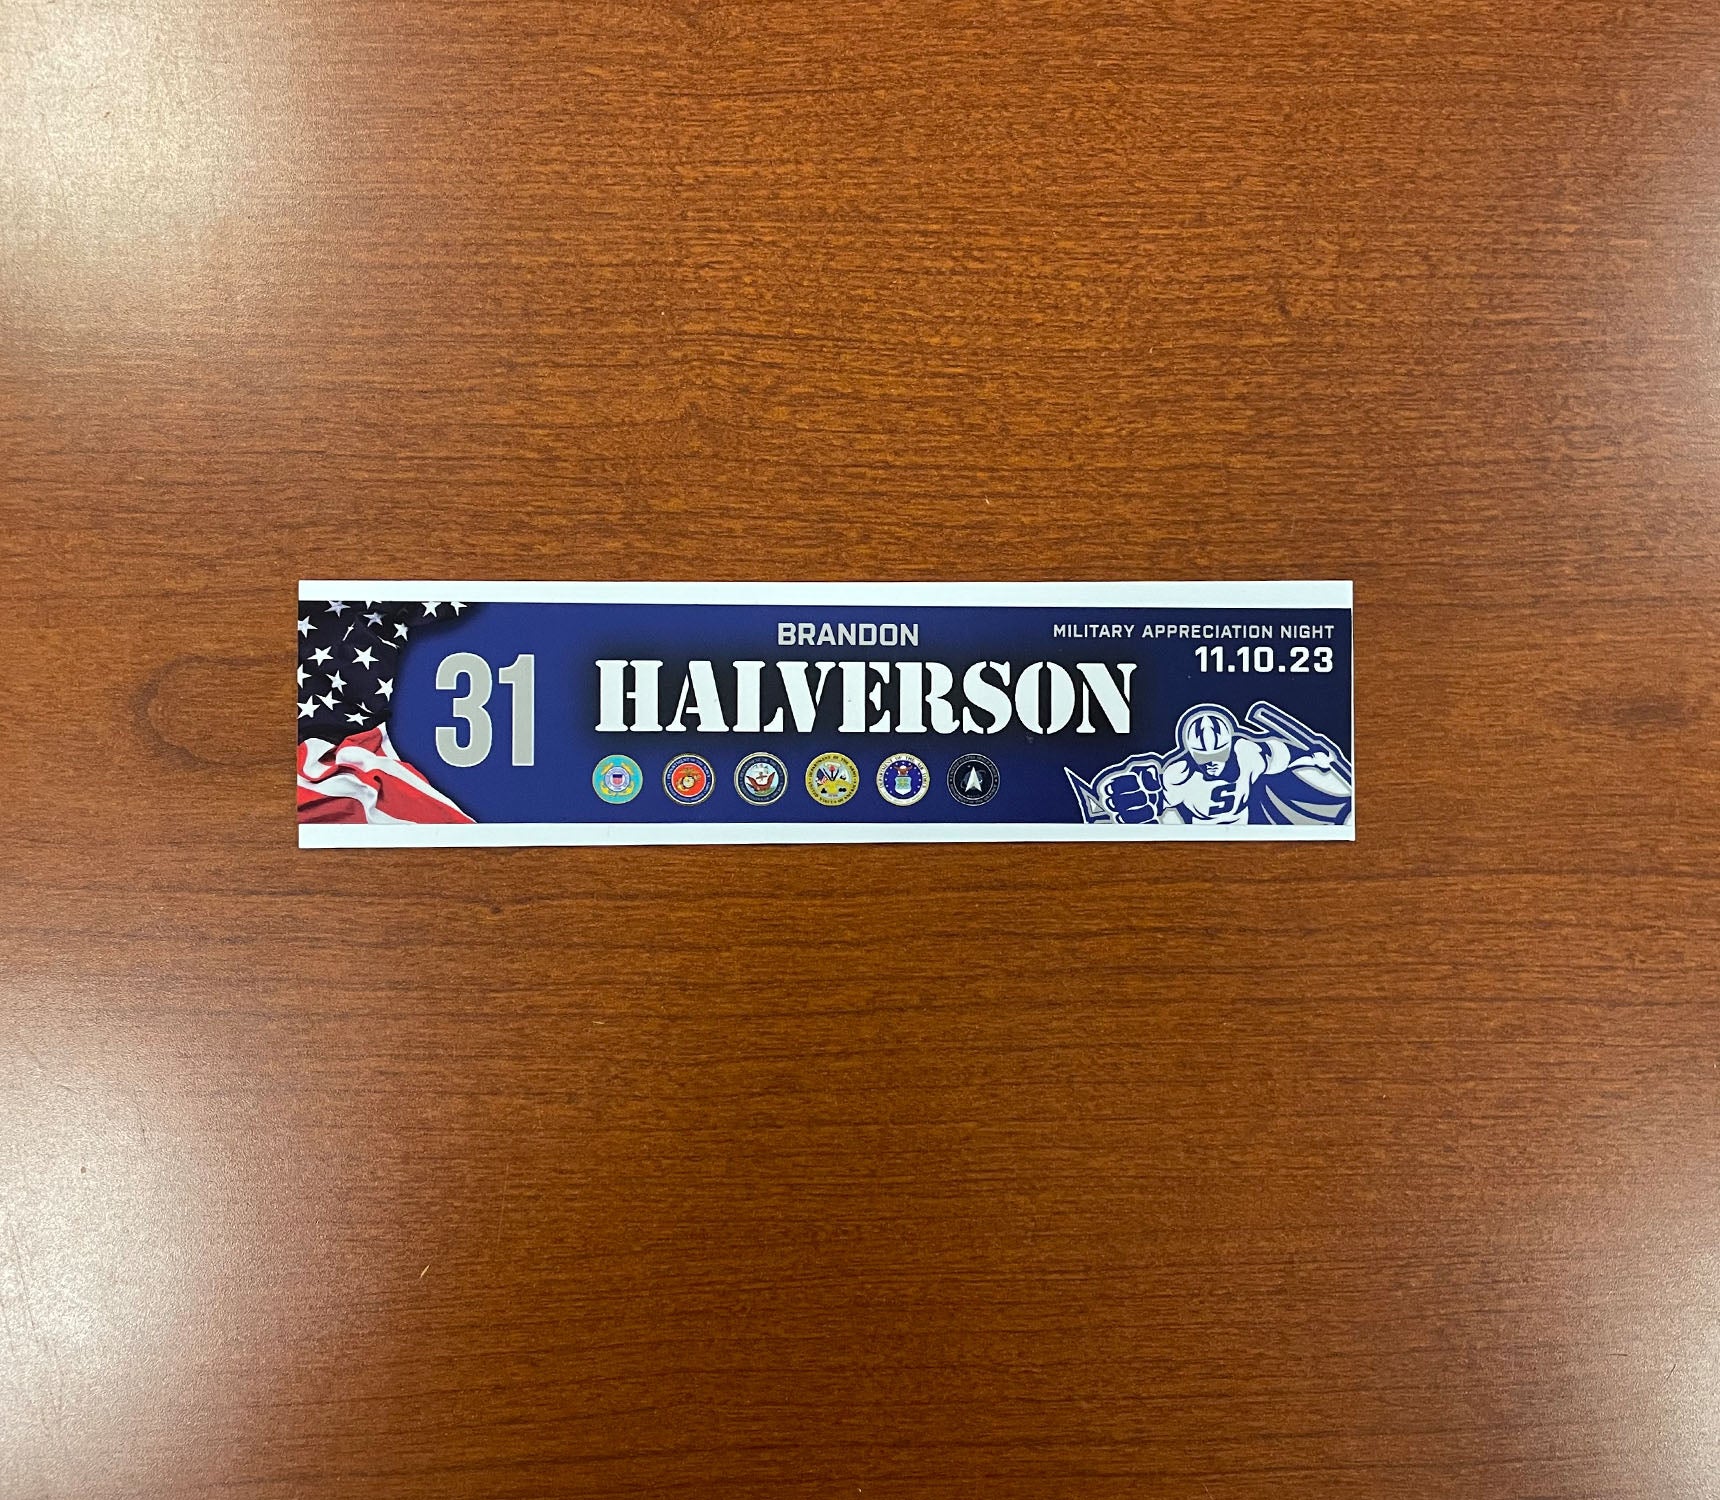 31
BRANDON
HALVERSON
MILITARY APPRECIATION NIGHT
11.10.23
S